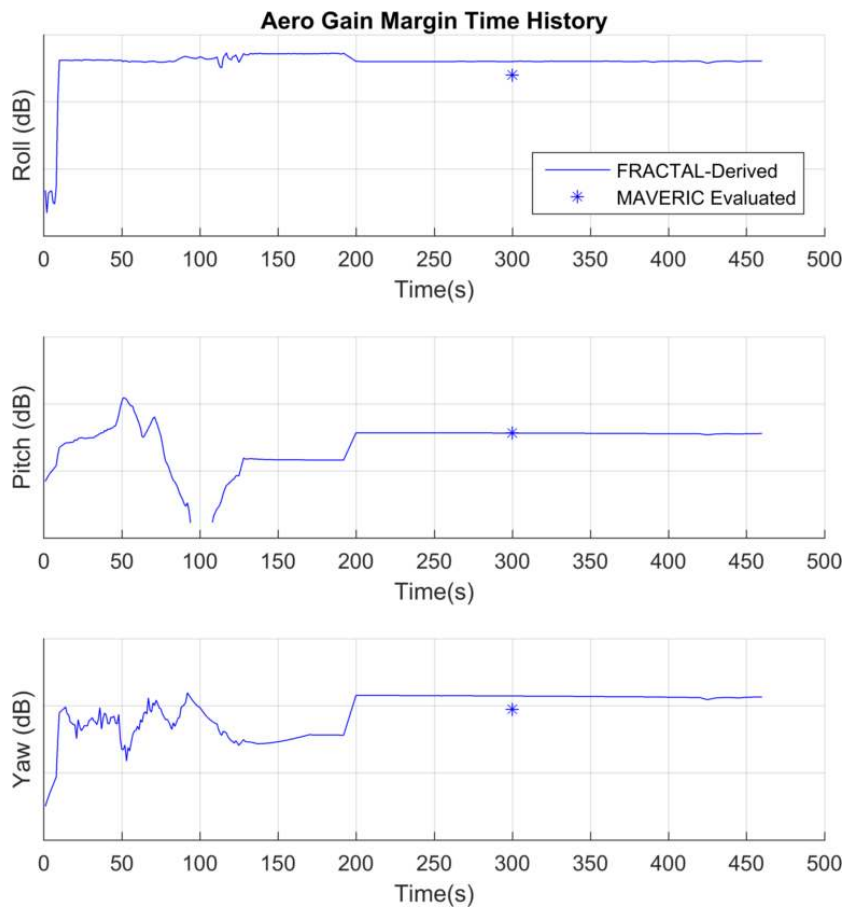 Aero Gain Margin Time History
Roll (dB)
FRACTAL-Derived
MAVERIC Evaluated
0 50 100 150 200 250 300 350 400 450 500
Time(s)
Pitch (dB)
0 50 100 150 200 250 300 350 400 450 500
Time(s)
Yaw (dB)
0 50 100 150 200 250 300 350 400 450 500
Time(s)